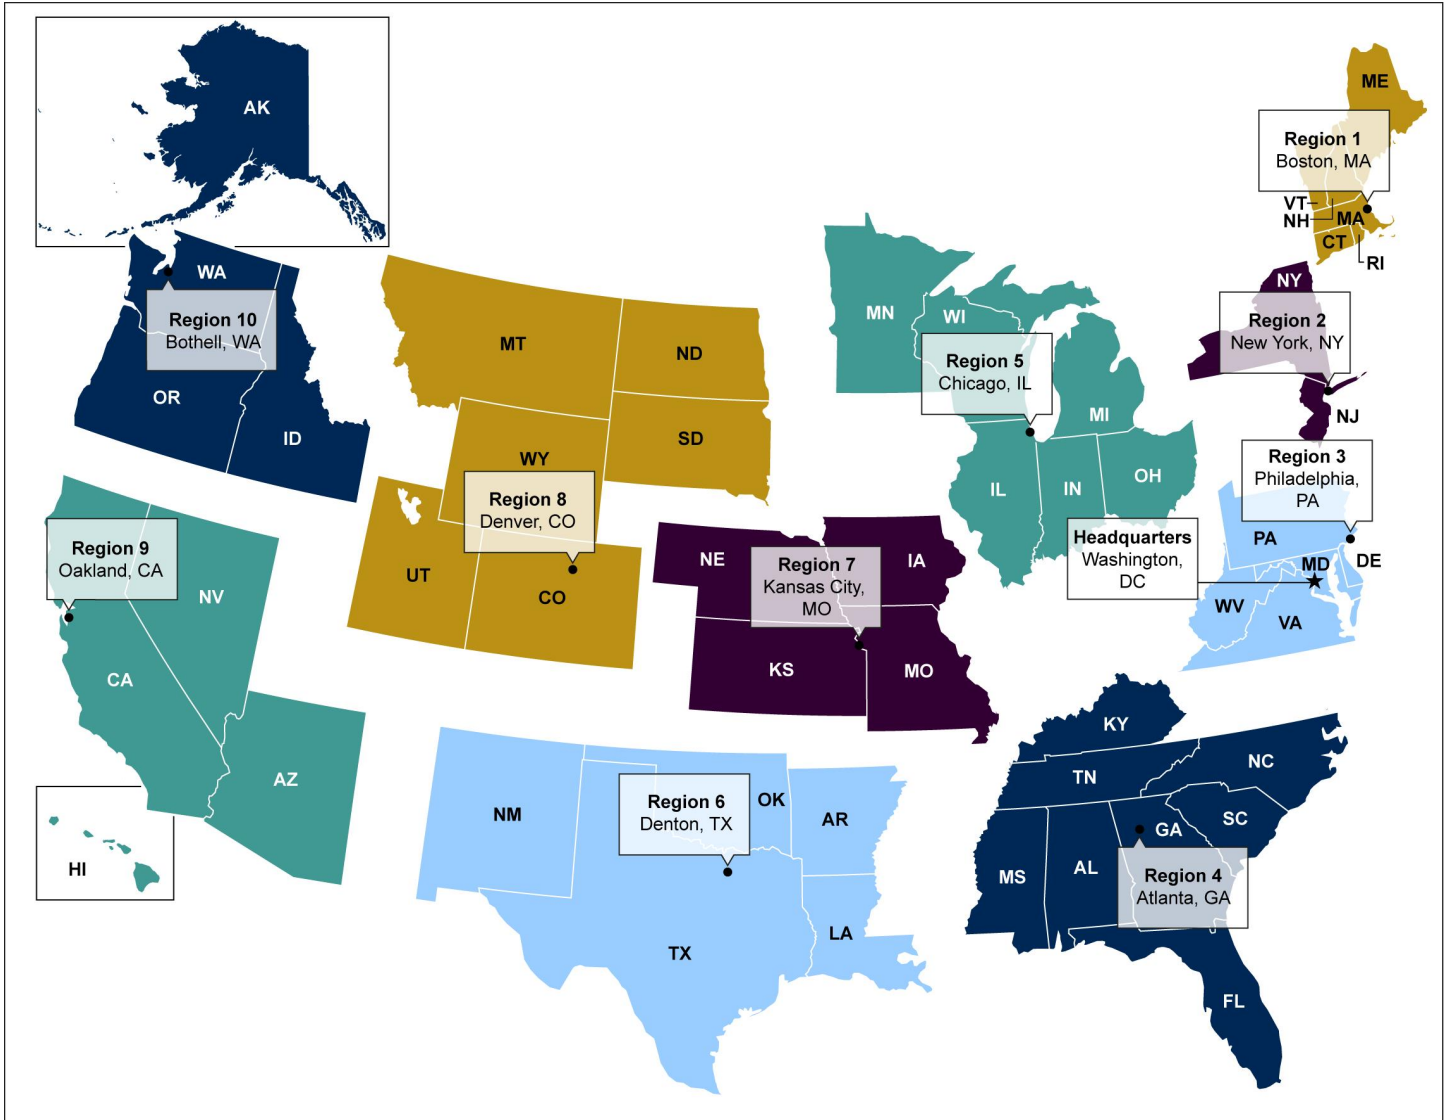 AK
ME
Region 1
Boston, MA
VT
NH
MA
CT
RI
WA
Region 10
Bothell, WA
OR
ID
MT
ND
SD
WY
Region 8
Denver, CO
UT
CO
MN
WI
Region 5
Chicago, IL
MI
IL
IN
OH
NY
Region 2
New York, NY
NJ
Region 3
Philadelphia,
PA
PA
DE
MD
Headquarters
Washington,
DC
WV
VA
Region 9
Oakland, CA
NV
CA
AZ
HI
NE
IA
Region 7
Kansas City,
MO
KS
MO
NM
OK
AR
Region 6
Denton, TX
TX
LA
KY
TN
NC
SC
GA
MS
AL
Region 4
Atlanta, GA
FL